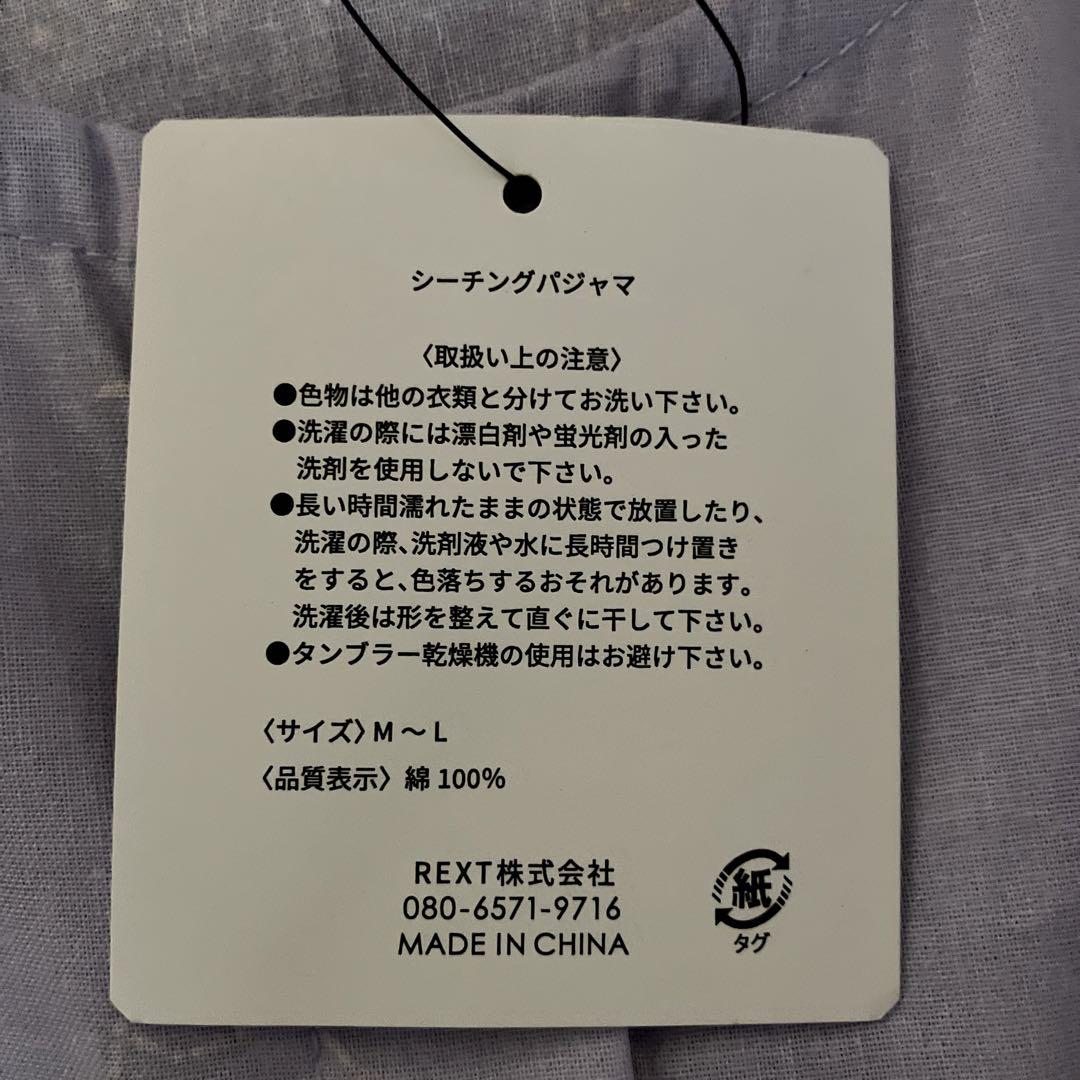 シーチングパジャマ
〈取扱い上の注意〉
●色物は他の衣類と分けてお洗い下さい。
●洗濯の際には漂白剤や蛍光剤の入った
洗剤を使用しないで下さい。
●長い時間濡れたままの状態で放置したり、
洗濯の際、洗剤液や水に長時間つけ置き
をすると、色落ちするおそれがあります。
洗濯後は形を整えて直ぐに干して下さい。
●タンブラー乾燥機の使用はお避け下さい。
〈サイズ〉M～L
〈品質表示〉綿100%
REXT株式会社
080-6571-9716
MADE IN CHINA
紙
タグ